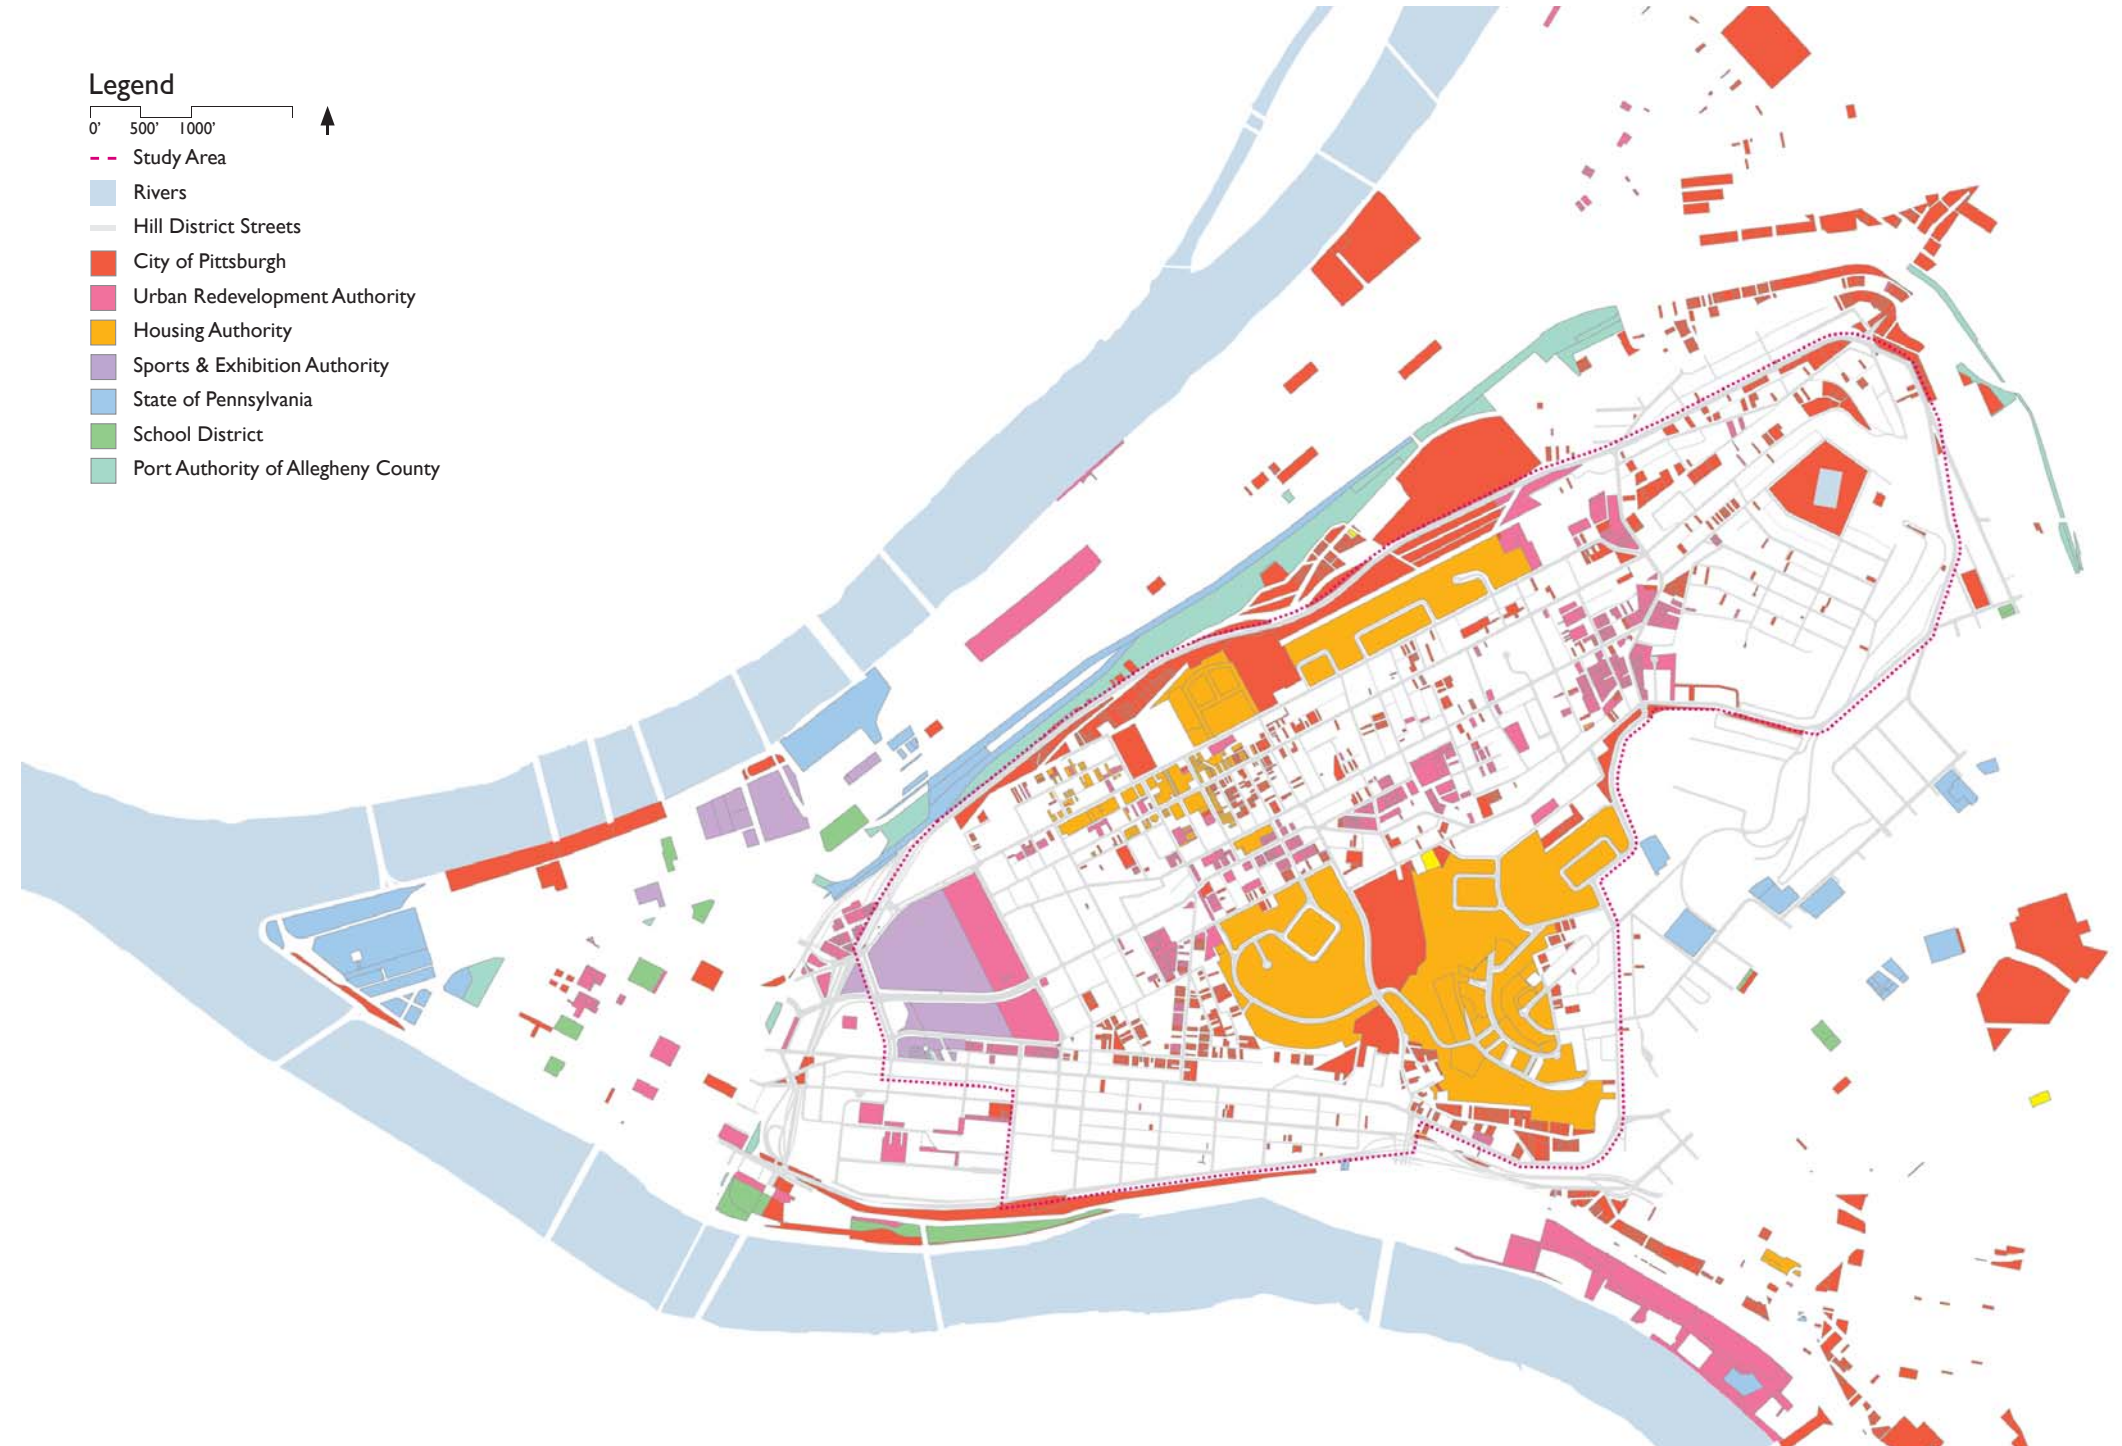 Legend
0' 500' 1000'
Study Area
Rivers
Hill District Streets
City of Pittsburgh
Urban Redevelopment Authority
Housing Authority
Sports & Exhibition Authority
State of Pennsylvania
School District
Port Authority of Allegheny County